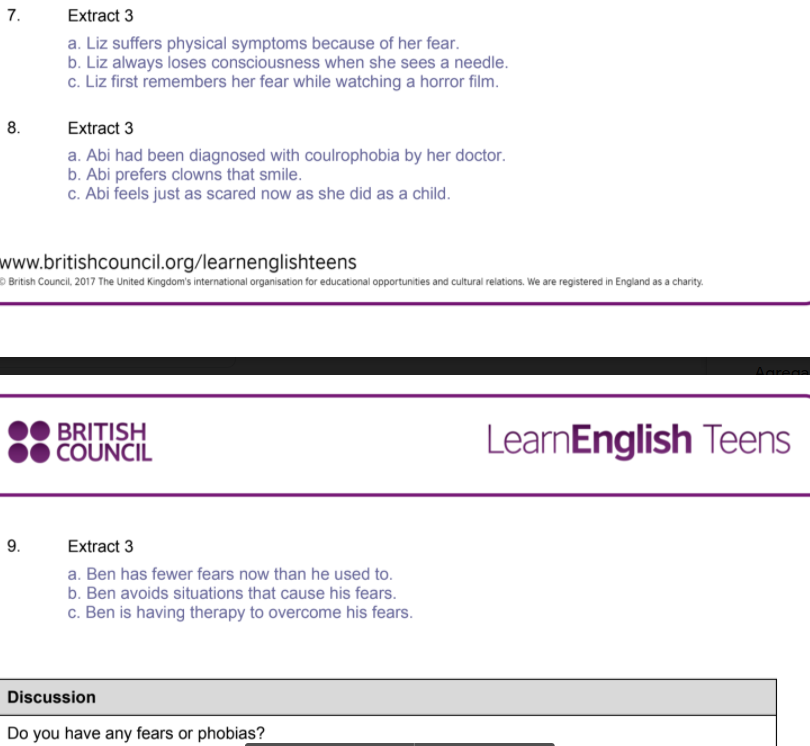 7. Extract 3
a. Liz suffers physical symptoms because of her fear.
b. Liz always loses consciousness when she sees a needle.
c. Liz first remembers her fear while watching a horror film.
8. Extract 3
a. Abi had been diagnosed with coulrophobia by her doctor.
b. Abi prefers clowns that smile.
c. Abi feels just as scared now as she did as a child.
www.britishcouncil.org/learnenglishteens
© British Council, 2017 The United Kingdom's international organisation for educational opportunities and cultural relations. We are registered in England as a charity.
BRITISH
COUNCIL
LearnEnglish Teens
9. Extract 3
a. Ben has fewer fears now than he used to.
b. Ben avoids situations that cause his fears.
c. Ben is having therapy to overcome his fears.
Discussion
Do you have any fears or phobias?